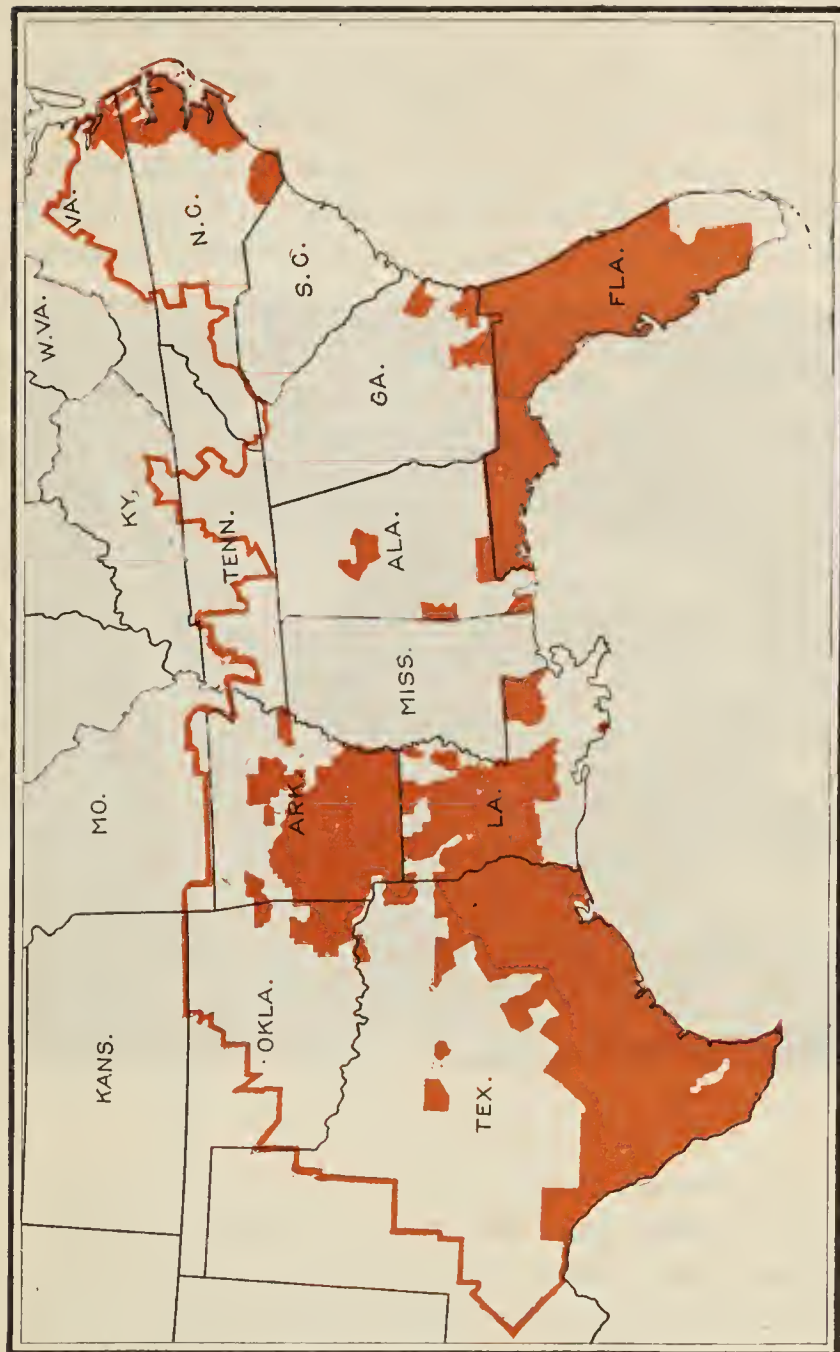 KANS.
MO.
KY,
W.VA.
VA.
OKLA.
ARK.
TENN.
N.C.
TEX.
LA.
MISS.
ALA.
GA.
S.C.
FLA.